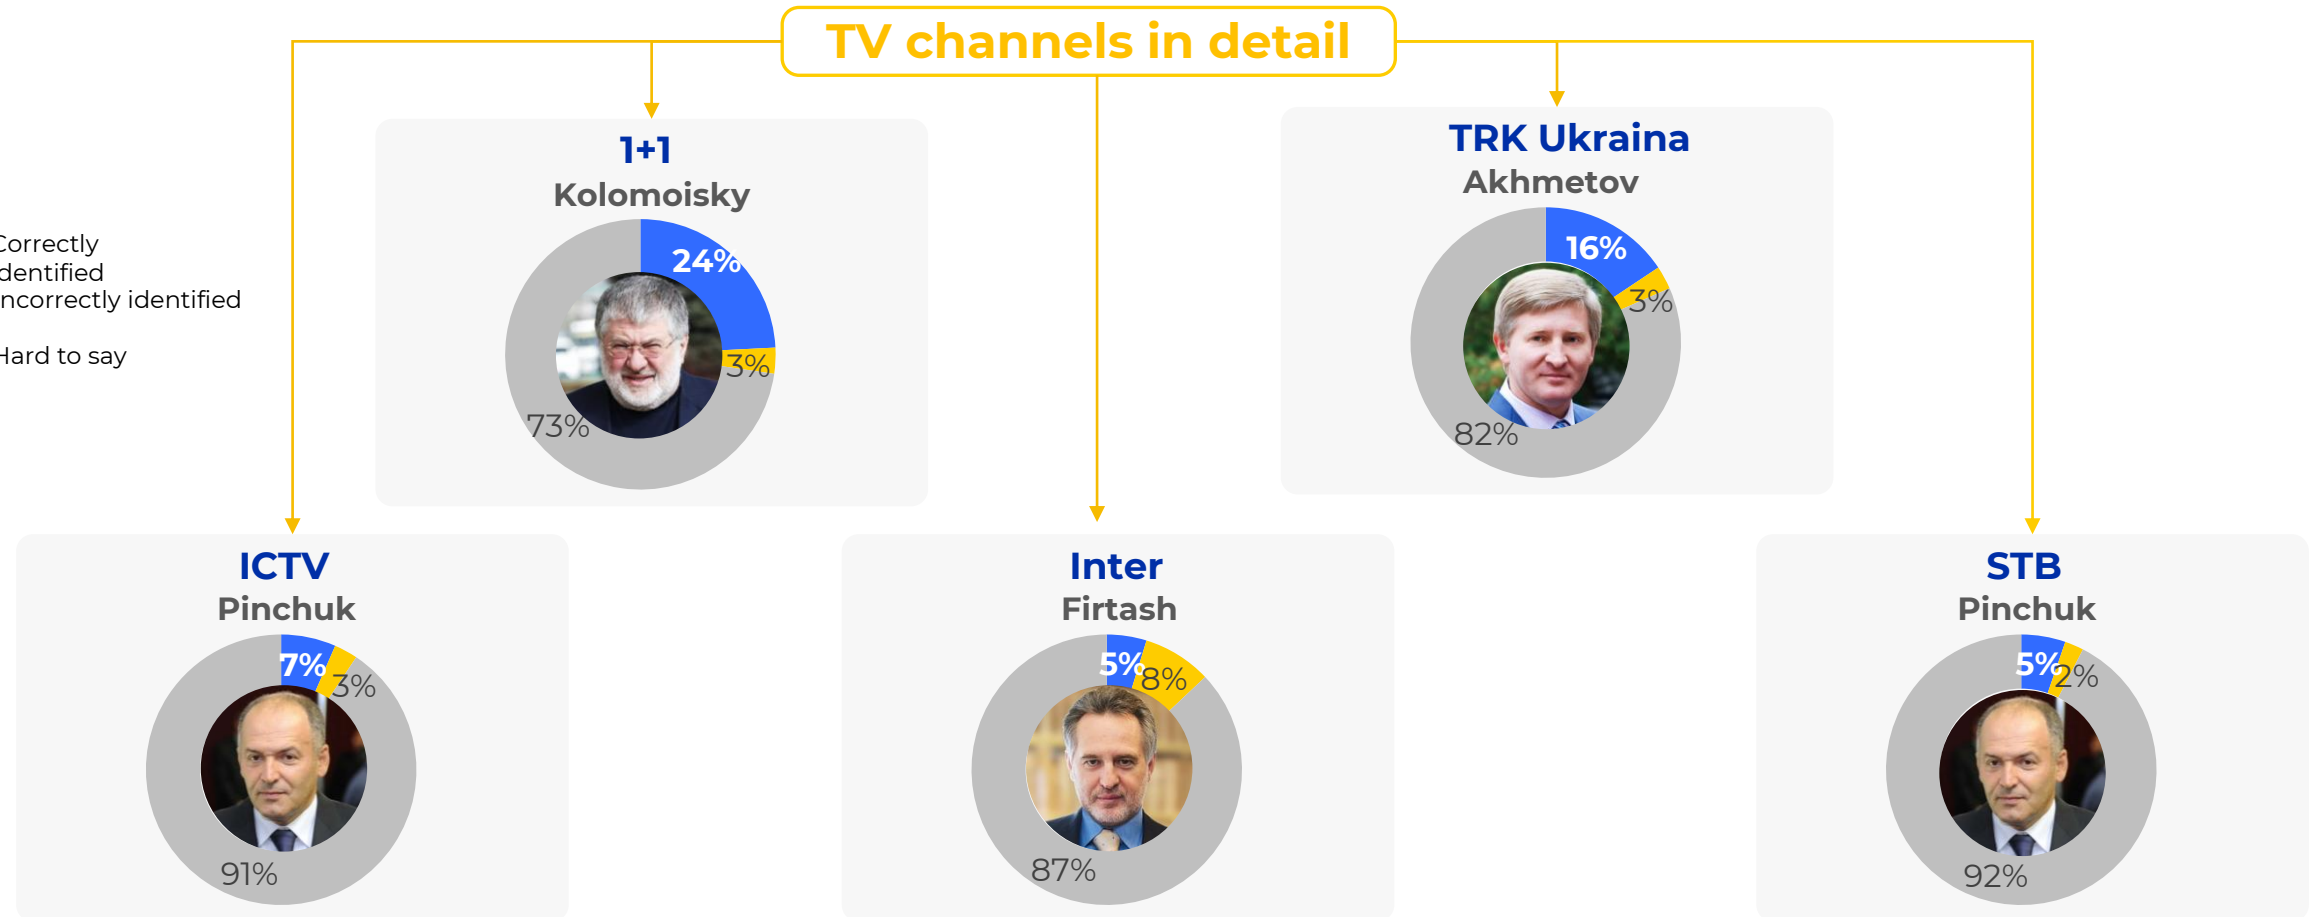 TV channels in detail
Correctly
dentified
ncorrectly identified
Hard to say
1+1
Kolomoisky
24%
3%
73%
TRK Ukraina
Akhmetov
16%
3%
82%
ICTV
Pinchuk
7%
3%
91%
Inter
Firtash
5%
8%
87%
STB
Pinchuk
5%
2%
92%